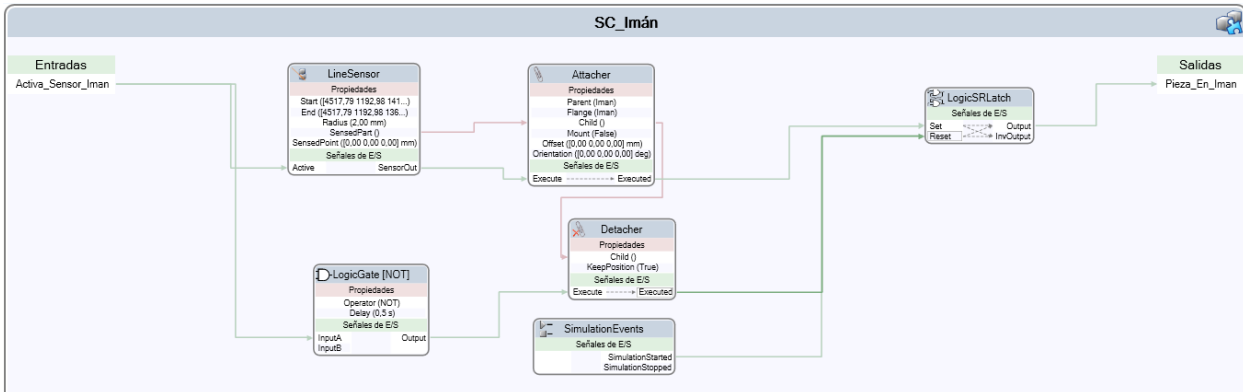 SC_Imán
Entradas
Activa_Sensor_Iman
LineSensor
Propiedades
Start ([4517,79 1192,98 141...)
End ([4517,79 1192,98 136...)
Radius (2,00 mm)
SensedPart ()
SensedPoint ([0,00 0,00 0,00] mm)
Señales de E/S
Active SensorOut
Attacher
Propiedades
Parent (Iman)
Flange (Iman)
Child ()
Mount (False)
Offset ([0,00 0,00 0,00] mm)
Orientation ([0,00 0,00 0,00] deg)
Señales de E/S
Execute Executed
LogicSRLatch
Señales de E/S
Set Output
Reset InvOutput
Salidas
Pieza_En_Iman
LogicGate [NOT]
Propiedades
Operator (NOT)
Delay (0,5 s)
Señales de E/S
InputA Output
InputB
Detacher
Propiedades
Child ()
KeepPosition (True)
Señales de E/S
Execute Executed
SimulationEvents
Señales de E/S
SimulationStarted
SimulationStopped